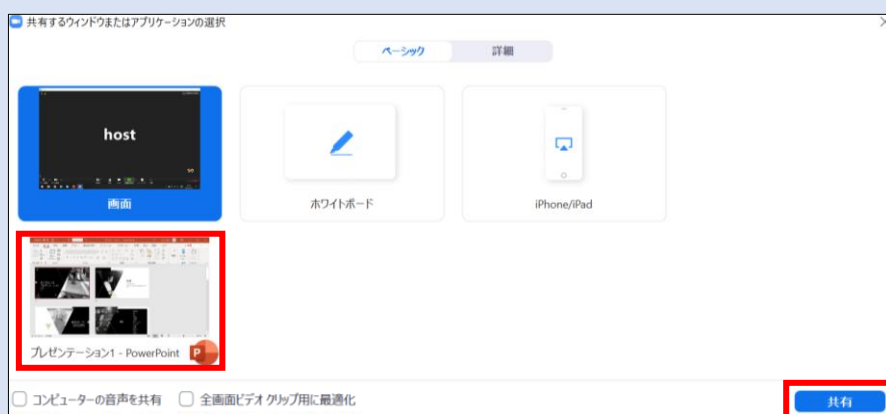 共有するウィンドウまたはアプリケーションの選択
ベーシック
詳細
host
画面
ホワイトボード
iPhone/iPad
プレゼンテーション1 - PowerPoint
P
コンピューターの音声を共有
全画面ビデオ クリップ用に最適化
共有